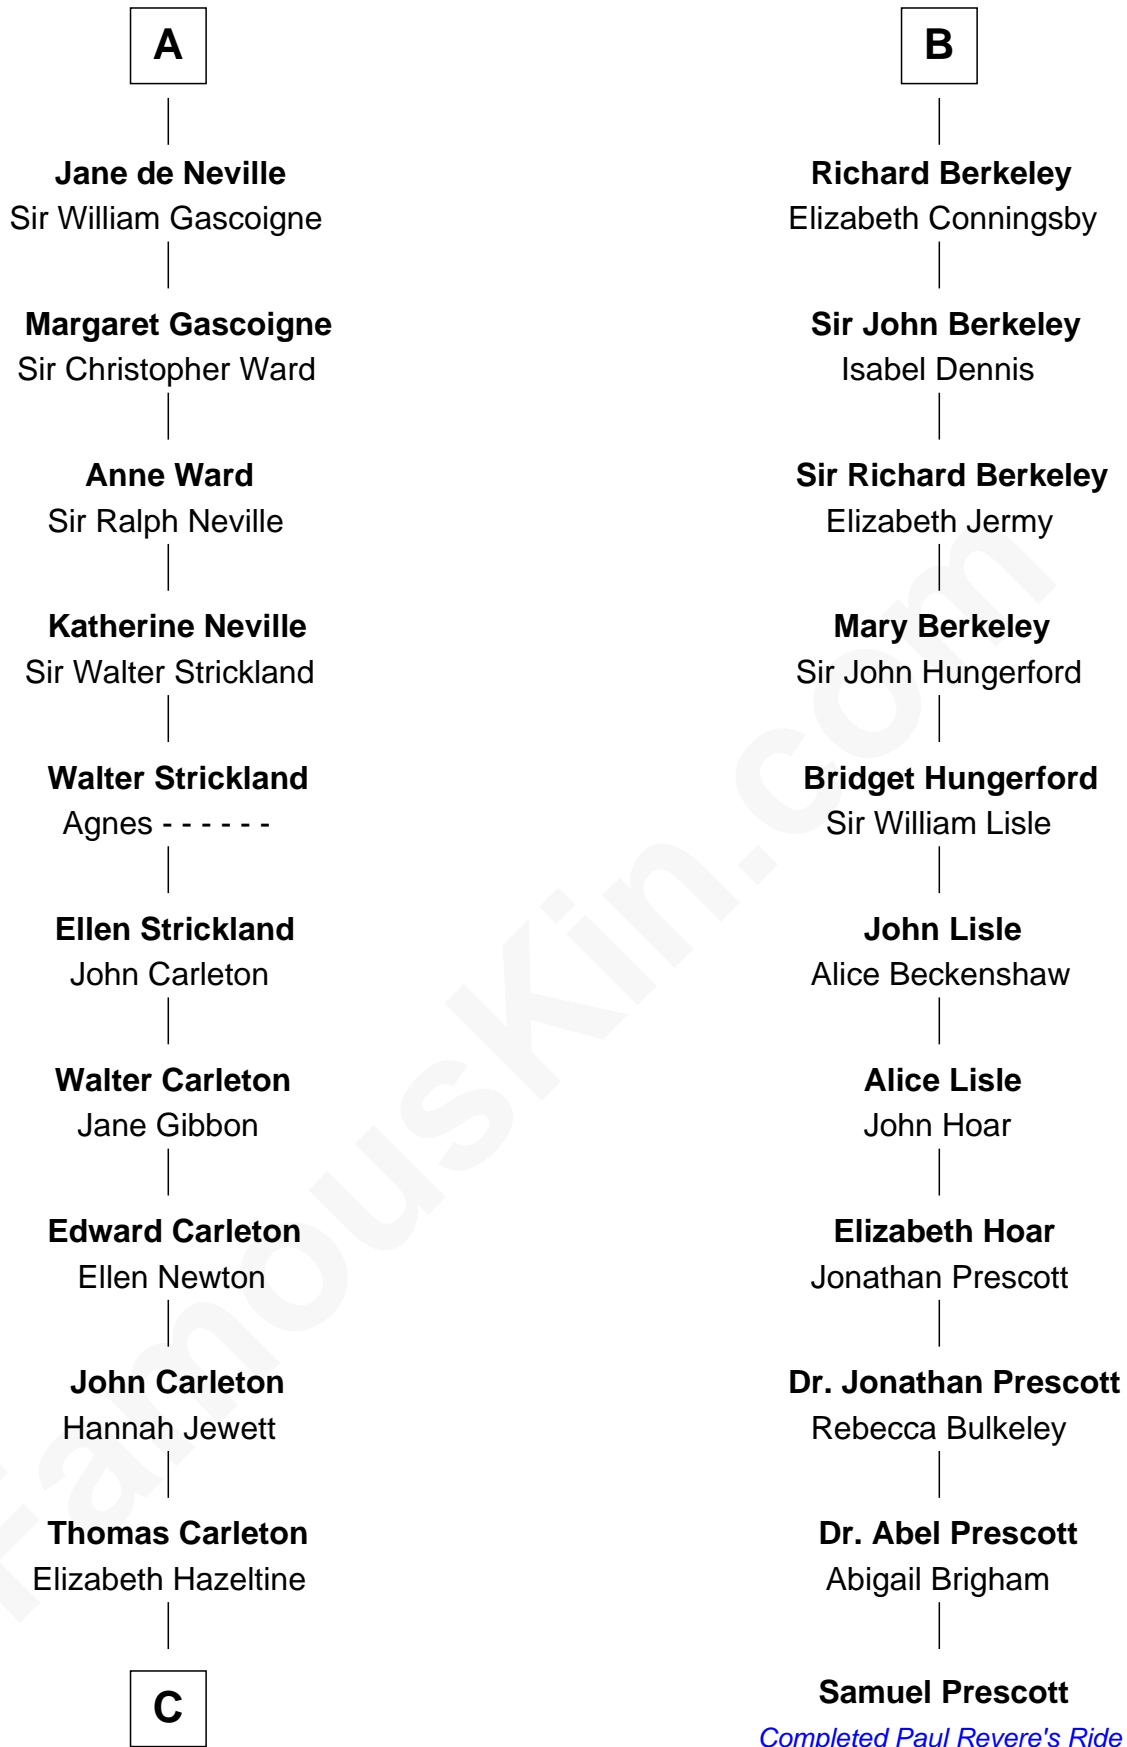 A
Jane de Neville
Sir William Gascoigne
Margaret Gascoigne
Sir Christopher Ward
Anne Ward
Sir Ralph Neville
Katherine Neville
Sir Walter Strickland
Walter Strickland
Agnes - - - - - -
Ellen Strickland
John Carleton
Walter Carleton
Jane Gibbon
Edward Carleton
Ellen Newton
John Carleton
Hannah Jewett
Thomas Carleton
Elizabeth Hazeltine
C
B
Richard Berkeley
Elizabeth Conningsby
Sir John Berkeley
Isabel Dennis
Sir Richard Berkeley
Elizabeth Jermy
Mary Berkeley
Sir John Hungerford
Bridget Hungerford
Sir William Lisle
John Lisle
Alice Beckenshaw
Alice Lisle
John Hoar
Elizabeth Hoar
Jonathan Prescott
Dr. Jonathan Prescott
Rebecca Bulkeley
Dr. Abel Prescott
Abigail Brigham
Samuel Prescott
Completed Paul Revere's Ride
FamousKin.com